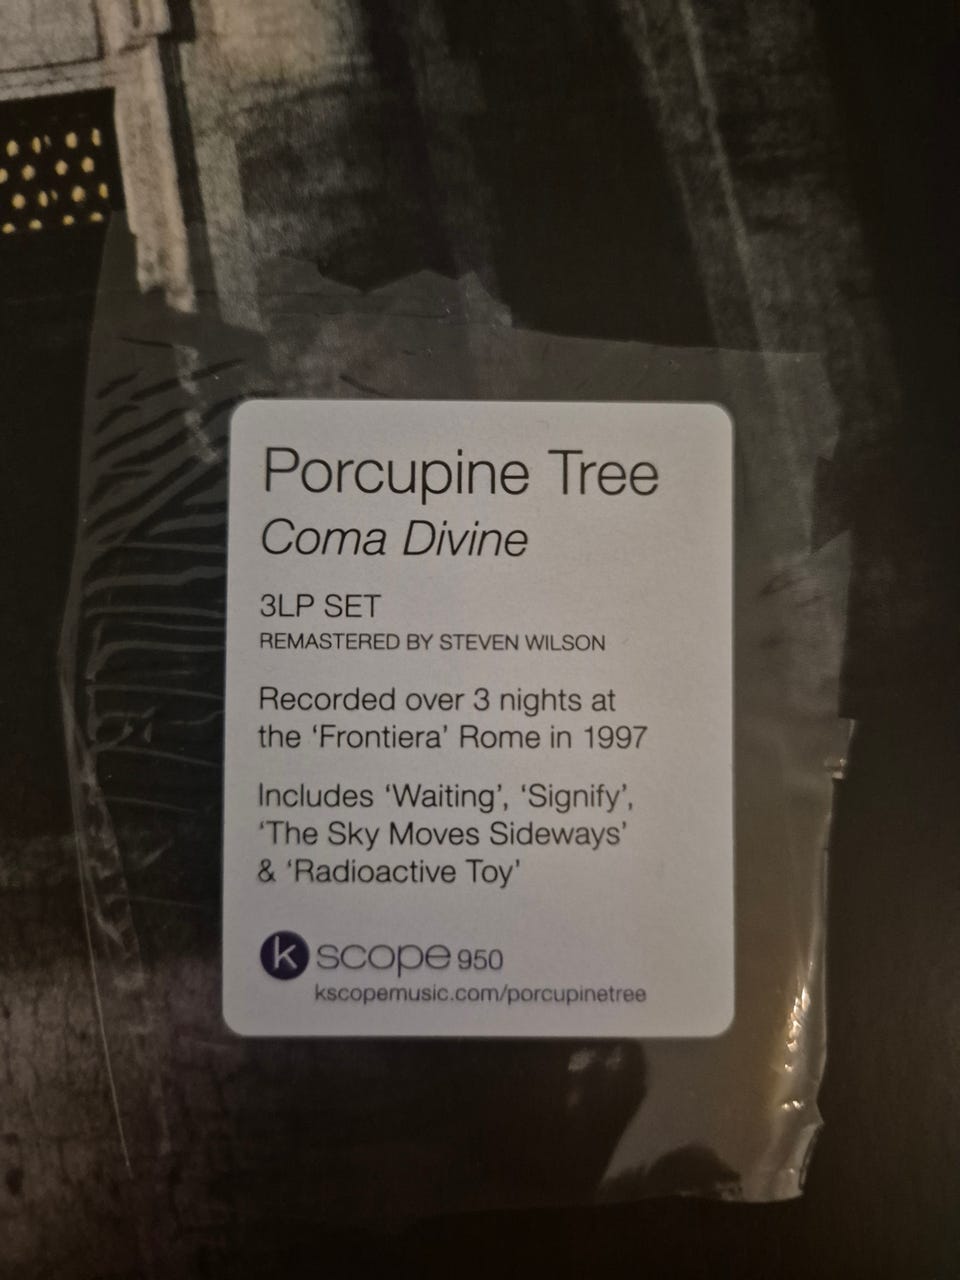 Porcupine Tree
Coma Divine
3LP SET
REMASTERED BY STEVEN WILSON
Recorded over 3 nights at
the ‘Frontiera’ Rome in 1997
Includes ‘Waiting’, ‘Signify’,
‘The Sky Moves Sideways’
& ‘Radioactive Toy’
kscope 950
kscopemusic.com/porcupinetree